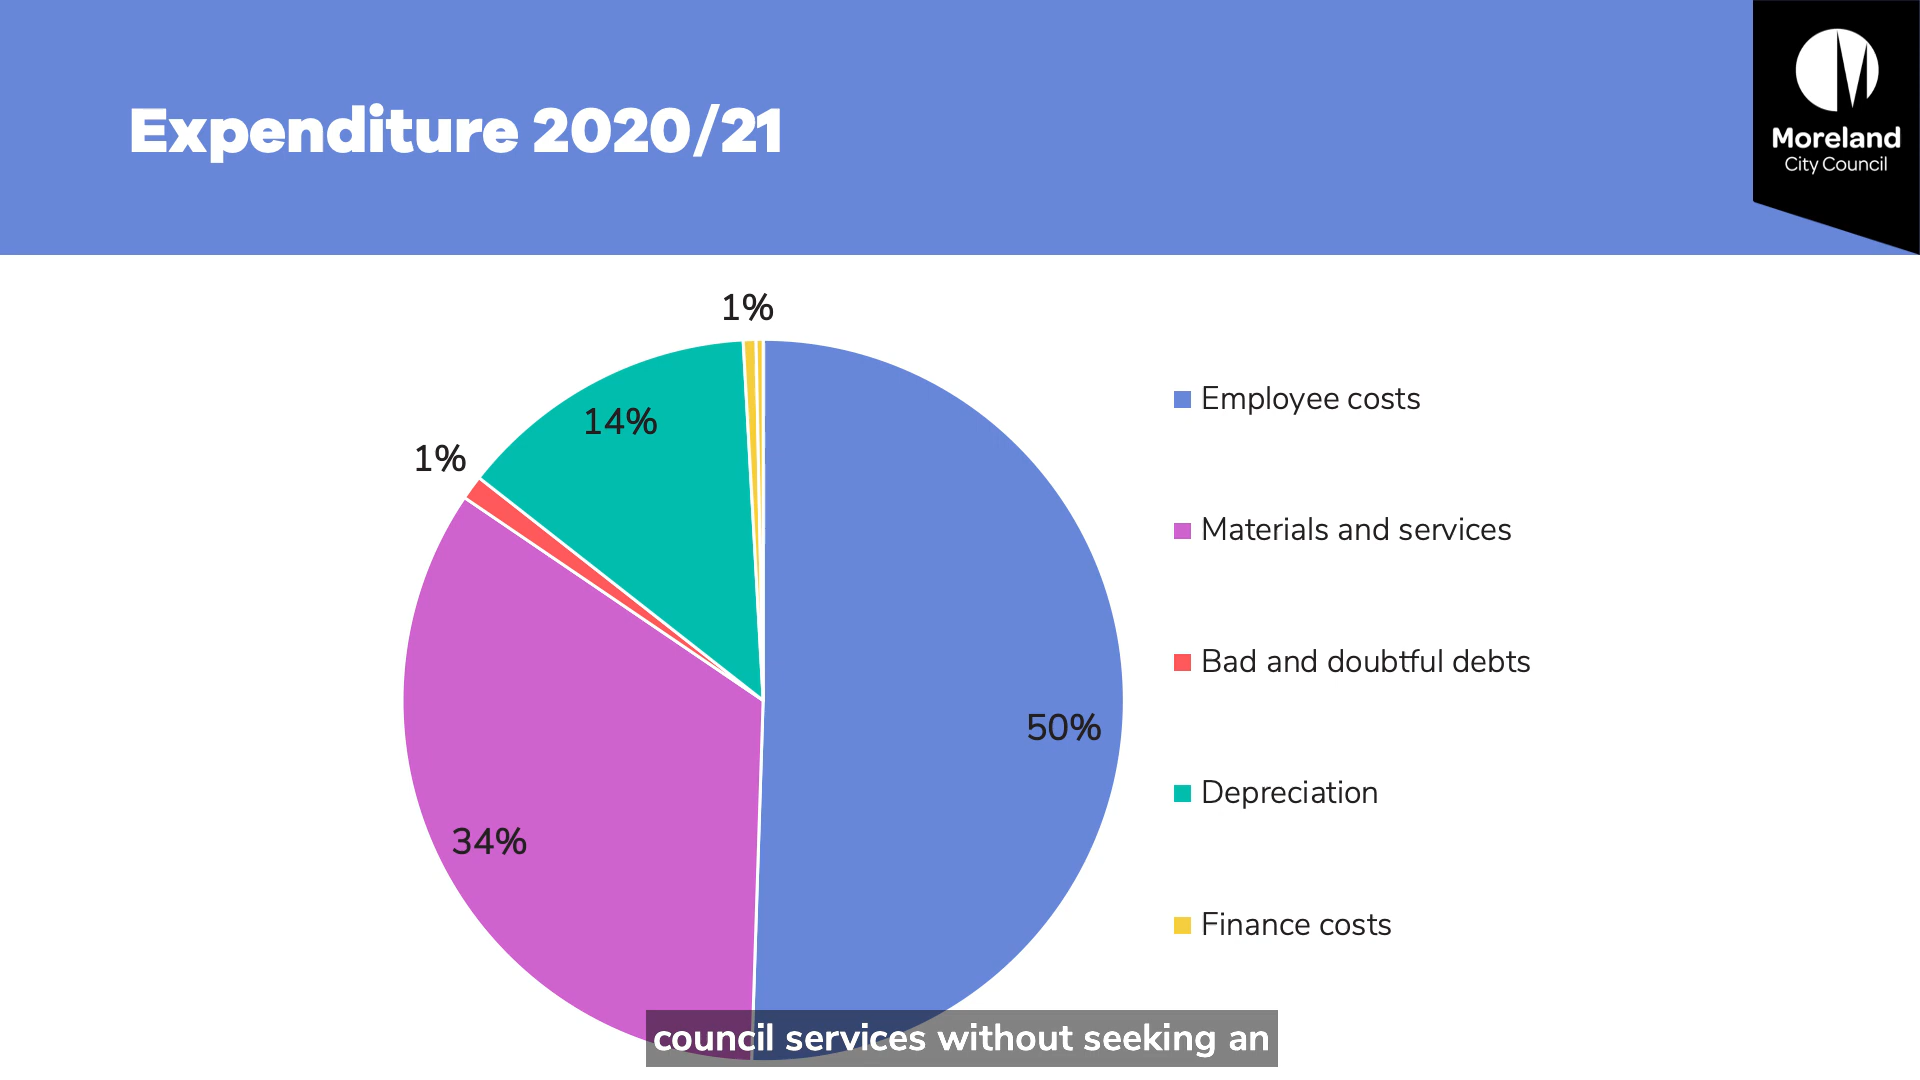 Expenditure 2020/21
Moreland
City Council
1%
14%
1%
50%
34%
Employee costs
Materials and services
Bad and doubtful debts
Depreciation
Finance costs
council services without seeking an